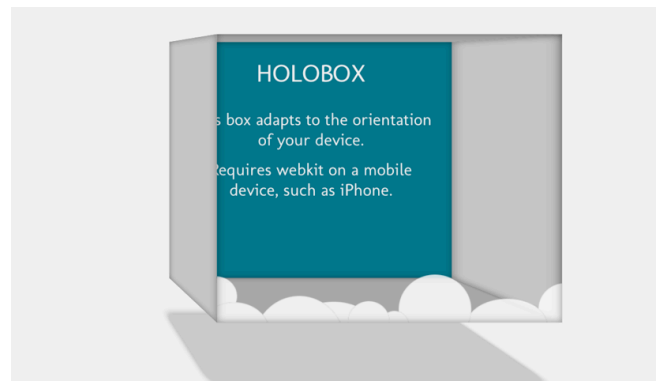 HOLOBOX
s box adapts to the orientation
of your device.
equires webkit on a mobile
device, such as iPhone.